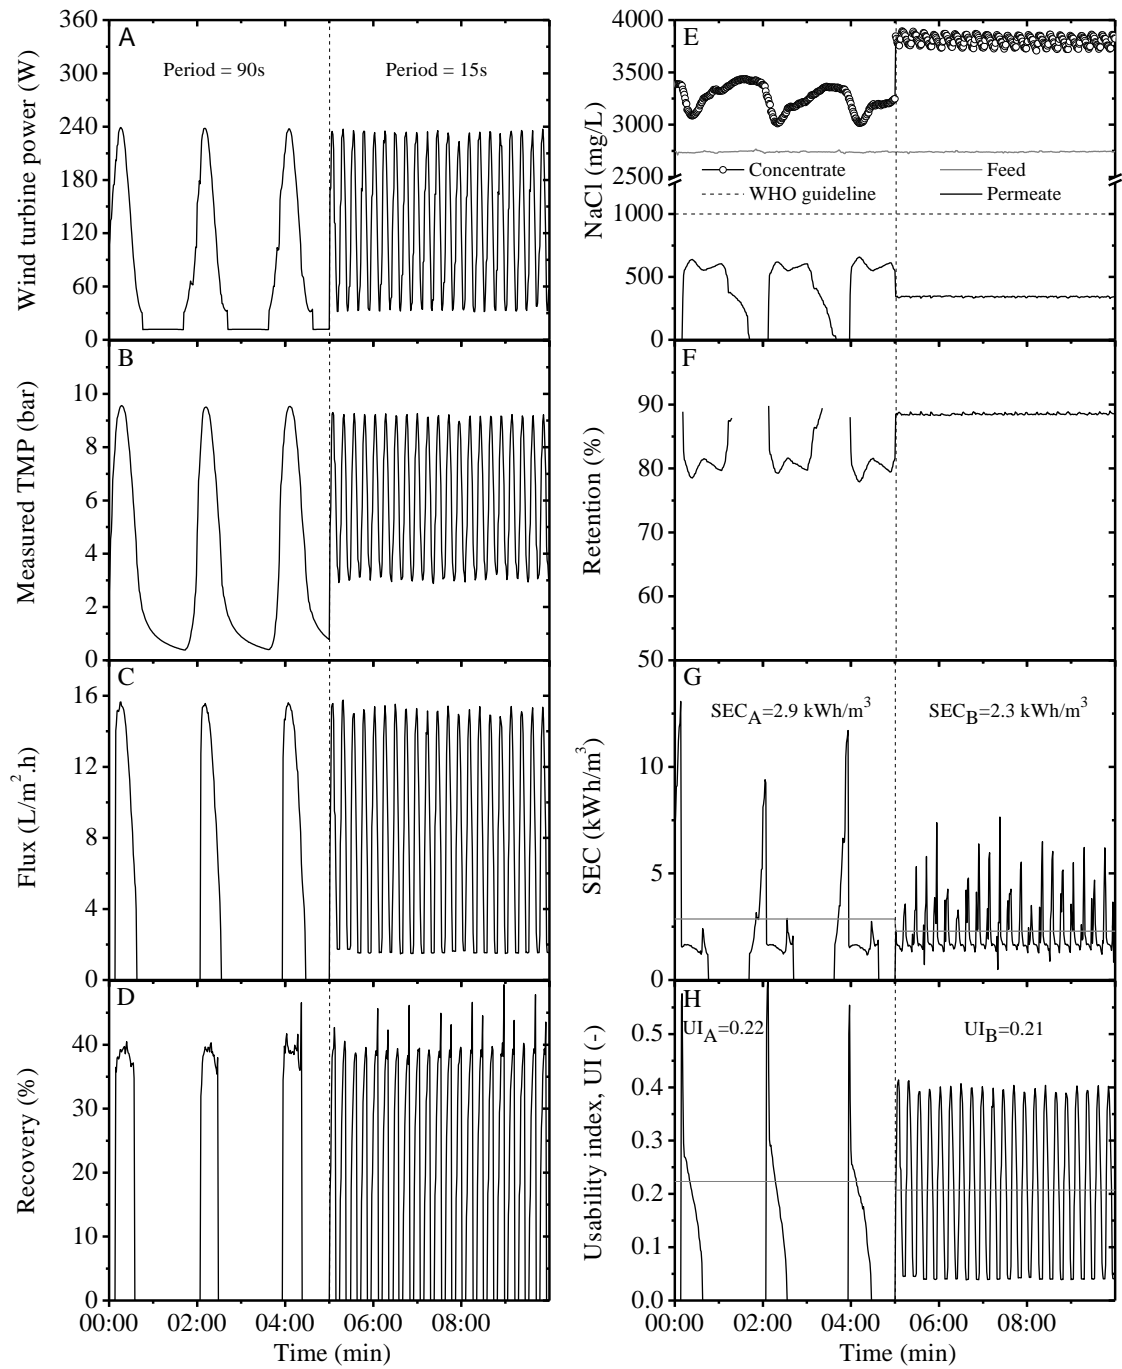 A
Period = 90s
Period = 15s
Wind turbine power (W)
360
300
240
180
120
60
0
B
Measured TMP (bar)
10
8
6
4
2
0
C
Flux (L/m².h)
16
12
8
4
0
D
Recovery (%)
40
30
20
10
0
00:00 02:00 04:00 06:00 08:00
Time (min)
E
NaCl (mg/L)
4000
3500
3000
2500
1000
500
0
Concentrate
Feed
WHO guideline
Permeate
F
Retention (%)
90
80
70
60
50
G
SEC_A=2.9 kWh/m³
SEC_B=2.3 kWh/m³
SEC (kWh/m³)
10
5
0
H
UI_A=0.22
UI_B=0.21
Usability index, UI (-)
0.5
0.4
0.3
0.2
0.1
0.0
00:00 02:00 04:00 06:00 08:00
Time (min)